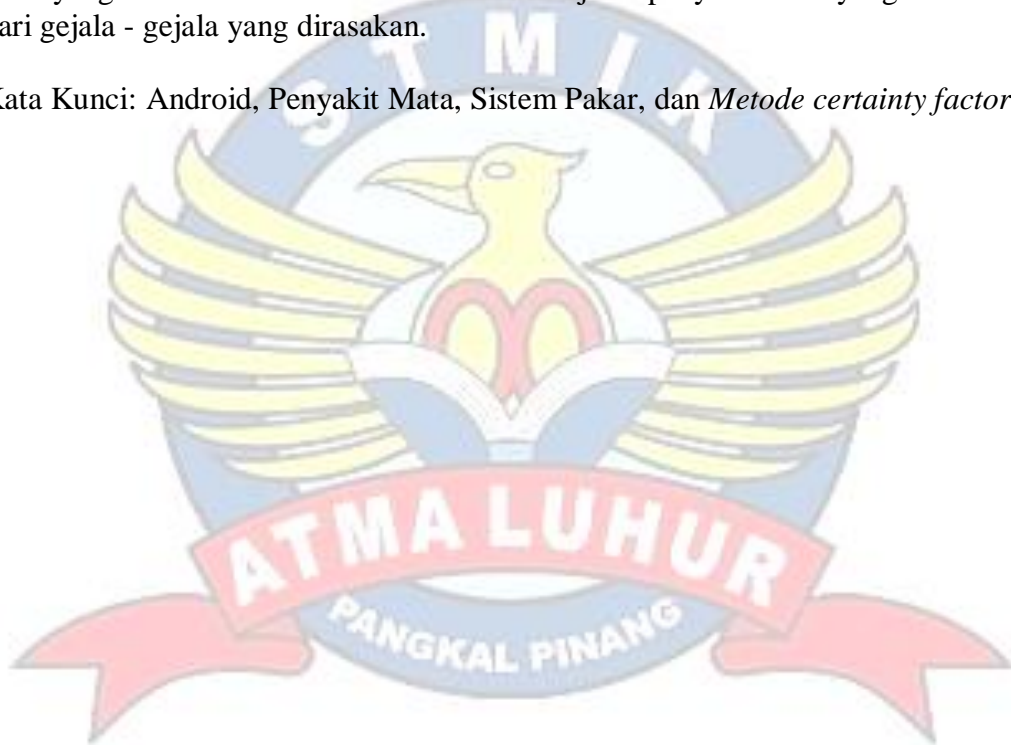 ari gejala - gejala yang dirasakan.
Kata Kunci: Android, Penyakit Mata, Sistem Pakar, dan Metode certainty factor
STMIK
ATMA LUHUR
PANGKAL PINANG